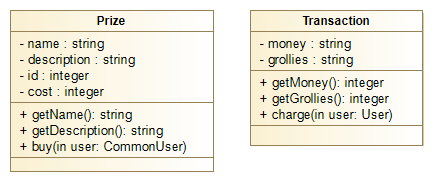 Prize
- name : string
- description : string
- id : integer
- cost : integer
+ getName(): string
+ getDescription(): string
+ buy(in user: CommonUser)
Transaction
- money : string
- grollies : string
+ getMoney(): integer
+ getGrollies(): integer
+ charge(in user: User)